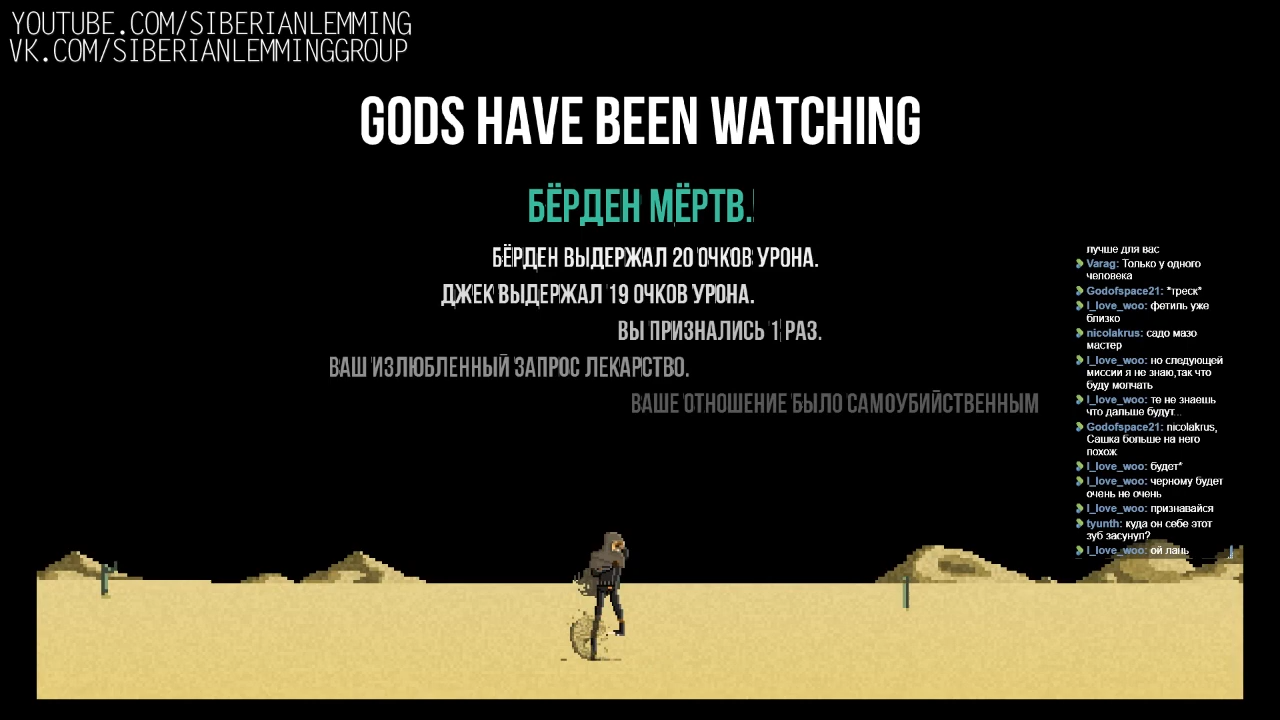 YOUTUBE.COM/SIBERIANLEMMING
VK.COM/SIBERIANLEMMINGGROUP
GODS HAVE BEEN WATCHING
БЁРДЕН МЁРТВ.
БЁРДЕН ВЫДЕРЖАЛ 20 ОЧКОВ УРОНА.
ДЖЕК ВЫДЕРЖАЛ 19 ОЧКОВ УРОНА.
ВЫ ПРИЗНАЛИСЬ 1 РАЗ.
ВАШ ИЗЛЮБЛЕННЫЙ ЗАПРОС ЛЕКАРСТВО.
ВАШЕ ОТНОШЕНИЕ БЫЛО САМОУБИЙСТВЕННЫМ
лучше для вас
Varag: Только у одного
человека
Godofspace21: *треск*
I_love_woo: фетиль уже
близко
nicolakrus: садо мазо
мастер
I_love_woo: но следующей
миссии я не знаю,так что
буду молчать
I_love_woo: те не знаешь
что дальше будут...
Godofspace21: nicolakrus,
Сашка больше на него
похож
I_love_woo: будет*
I_love_woo: черному будет
очень не очень
I_love_woo: признавайся
tyunth: куда он себе этот
зуб засунул?
I_love_woo: ой лань